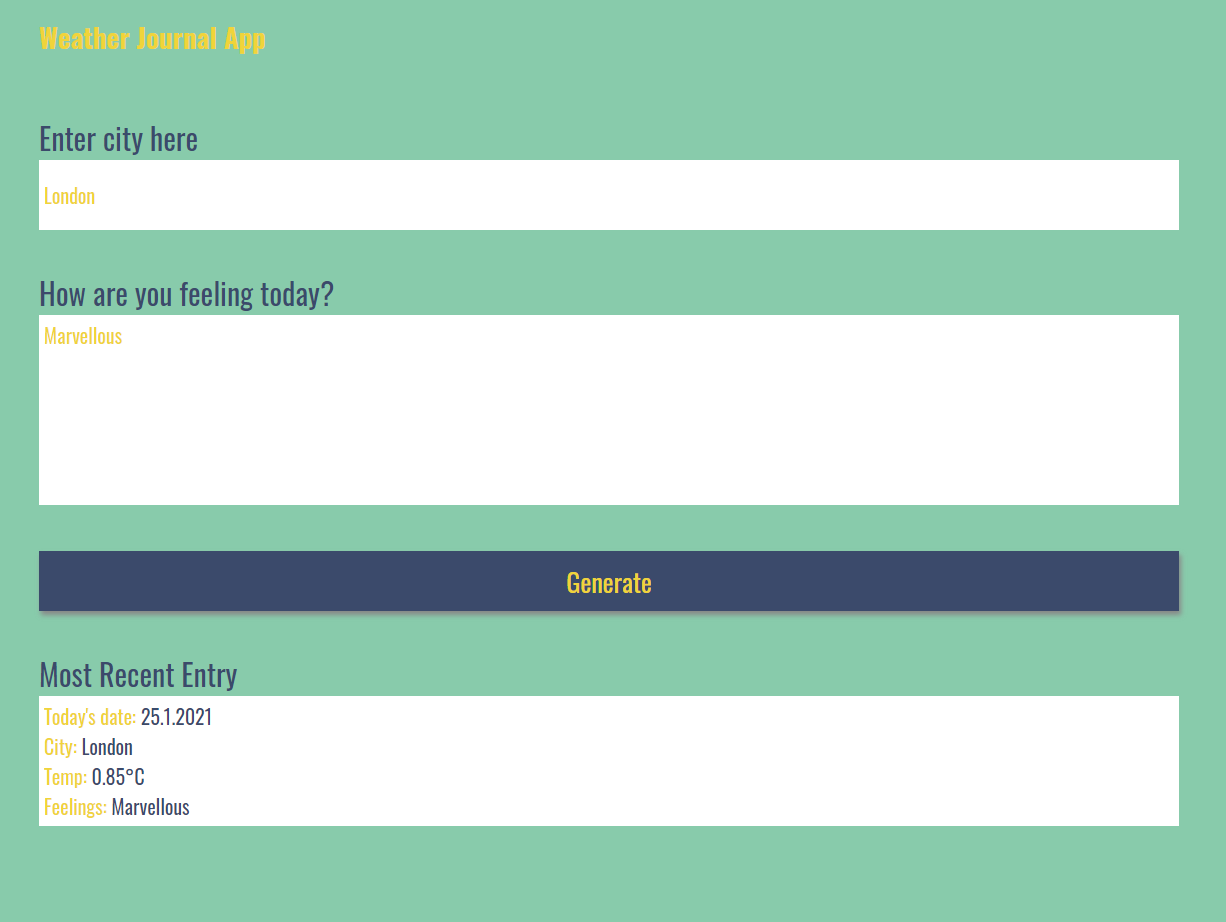 Weather Journal App
Enter city here
London
How are you feeling today?
Marvellous
Generate
Most Recent Entry
Today's date: 25.1.2021
City: London
Temp: 0.85°C
Feelings: Marvellous